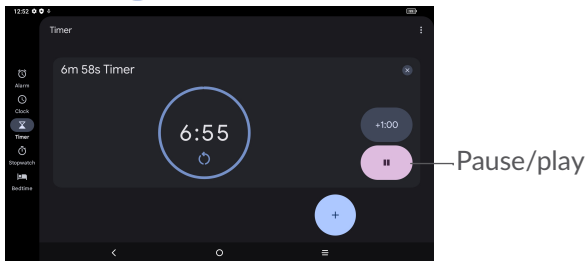 12:52
Timer
6m 58s Timer
Alarm
Clock
Timer
Stopwatch
Bedtime
6:55
+1:00
Pause/play
+